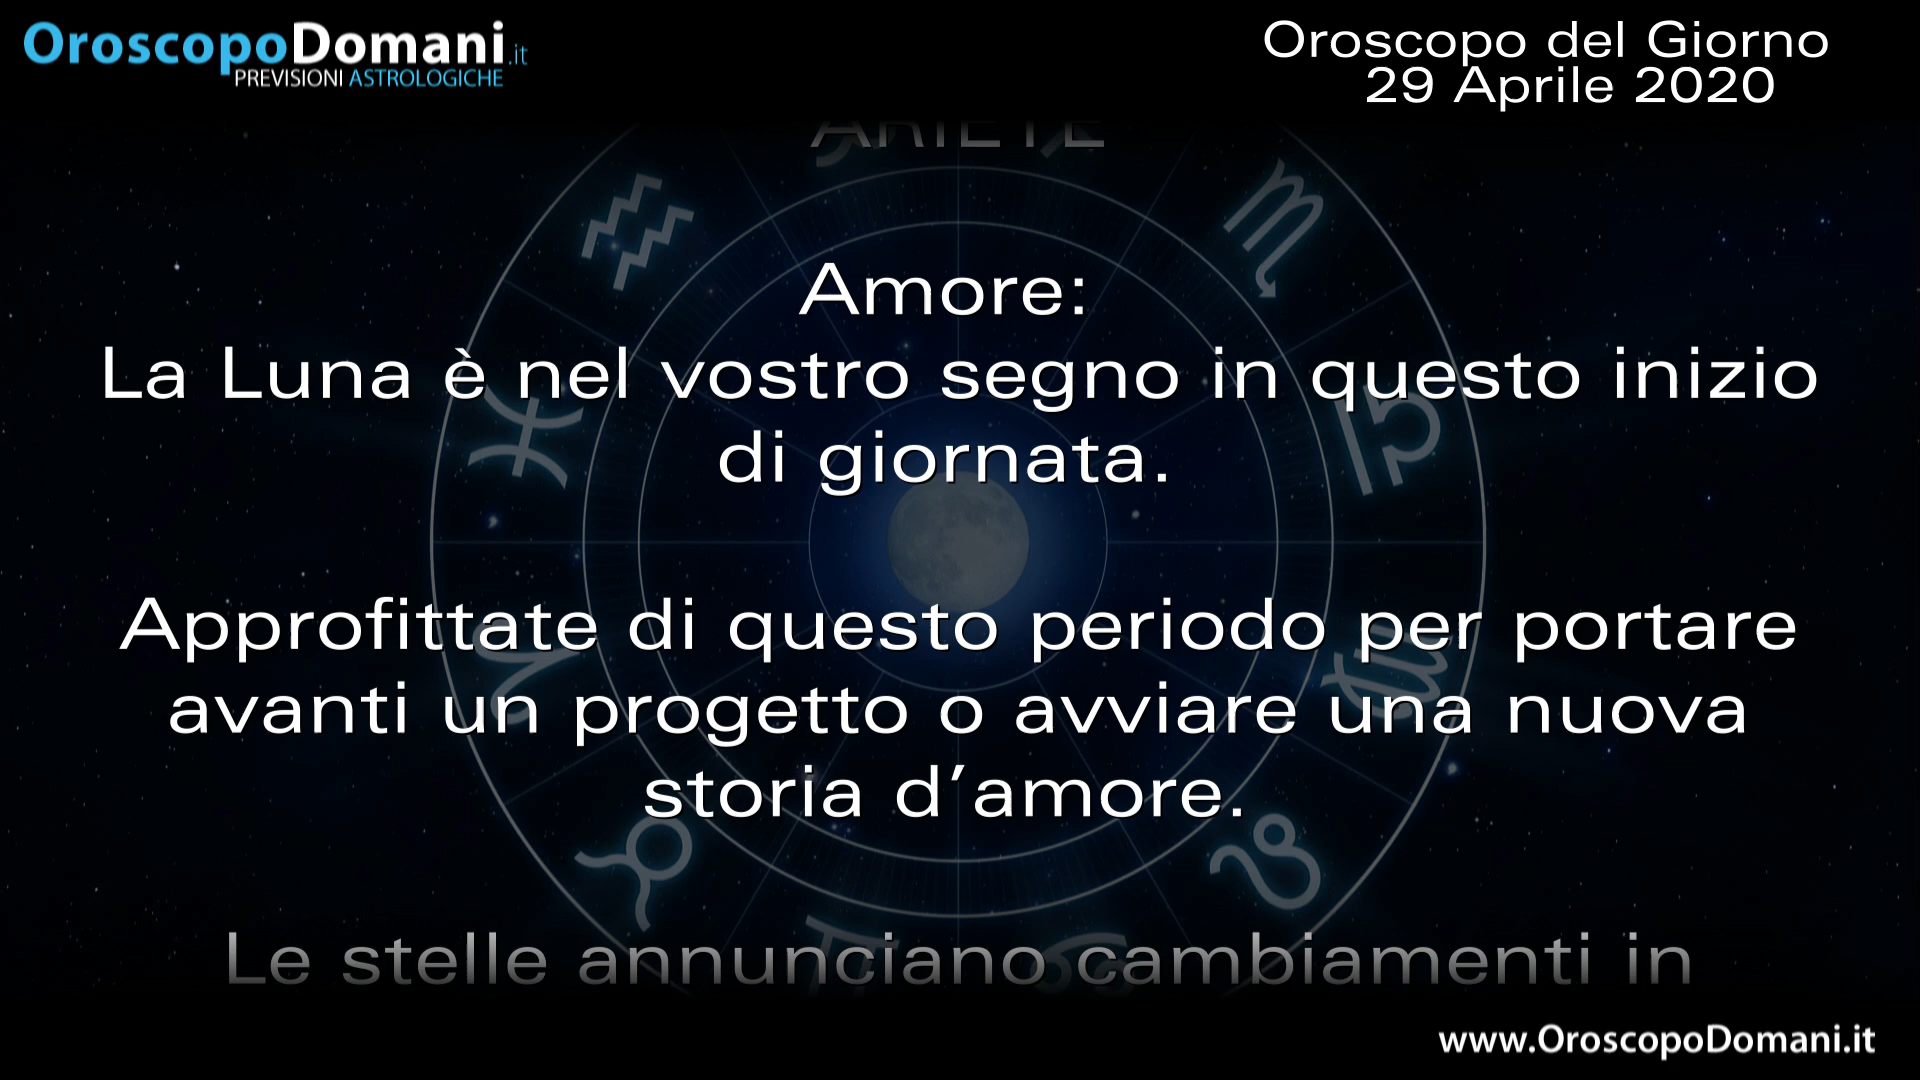 OroscopoDomani.it
PREVISIONI ASTROLOGICHE
Oroscopo del Giorno
29 Aprile 2020
ARIETE
Amore:
La Luna è nel vostro segno in questo inizio
di giornata.
Approfittate di questo periodo per portare
avanti un progetto o avviare una nuova
storia d’amore.
Le stelle annunciano cambiamenti in
www.OroscopoDomani.it